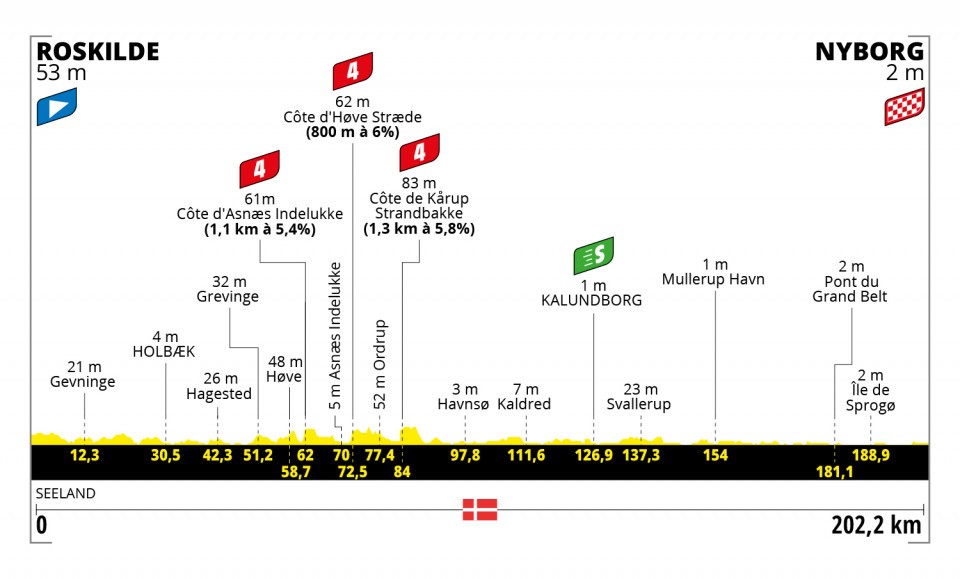 ROSKILDE
53 m
NYBORG
2 m
4
62 m
Côte d'Høve Stræde
(800 m à 6%)
4
61m
Côte d'Asnæs Indelukke
(1,1 km à 5,4%)
4
83 m
Côte de Kårup
Strandbakke
(1,3 km à 5,8%)
S
1 m
KALUNDBORG
1 m
Mullerup Havn
2 m
Pont du
Grand Belt
32 m
Grevinge
4 m
HOLBÆK
21 m
Gevninge
26 m
Hagested
48 m
Høve
5 m Asnæs Indelukke
52 m Ordrup
3 m
Havnsø
7 m
Kaldred
23 m
Svallerup
2 m
Île de
Sprogø
12,3 30,5 42,3 51,2 62 70 77,4 97,8 111,6 126,9 137,3 154 188,9
58,7 72,5 84 181,1
SEELAND
0
202,2 km